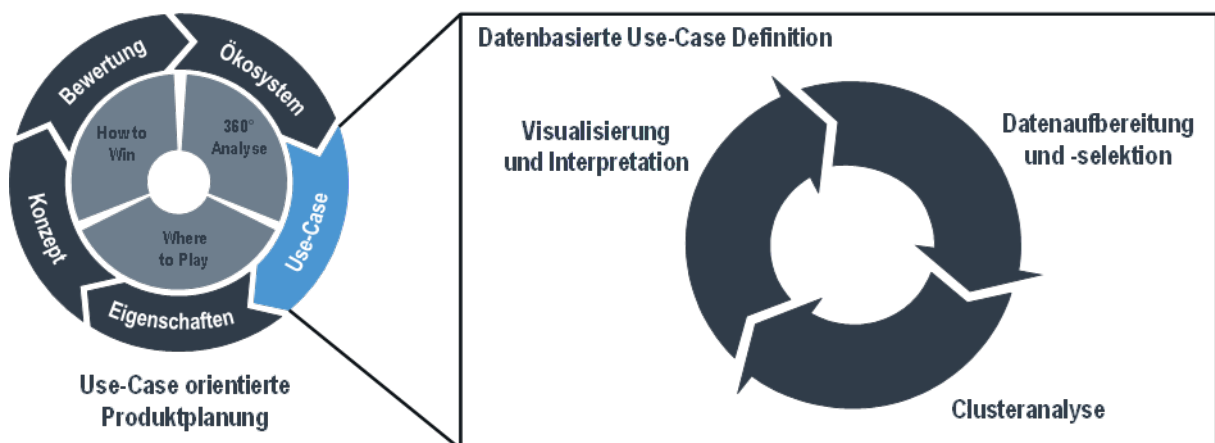 Bewertung
Ökosystem
Use-Case
Eigenschaften
Konzept
How to
Win
360°
Analyse
Where
to Play
Use-Case orientierte
Produktplanung
Datenbasierte Use-Case Definition
Visualisierung
und Interpretation
Datenaufbereitung
und -selektion
Clusteranalyse